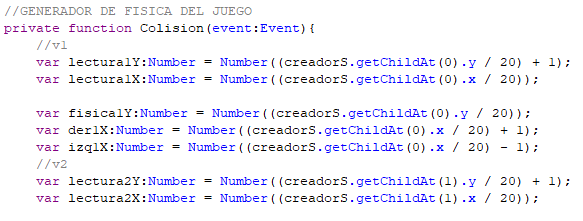 //GENERADOR DE FISICA DEL JUEGO
private function Colision(event:Event){
//v1
var lectura1Y:Number = Number((creadorS.getChildAt(0).y / 20) + 1);
var lectura1X:Number = Number((creadorS.getChildAt(0).x / 20));
var fisica1Y:Number = Number((creadorS.getChildAt(0).y / 20));
var der1X:Number = Number((creadorS.getChildAt(0).x / 20) + 1);
var izq1X:Number = Number((creadorS.getChildAt(0).x / 20) - 1);
//v2
var lectura2Y:Number = Number((creadorS.getChildAt(1).y / 20) + 1);
var lectura2X:Number = Number((creadorS.getChildAt(1).x / 20));